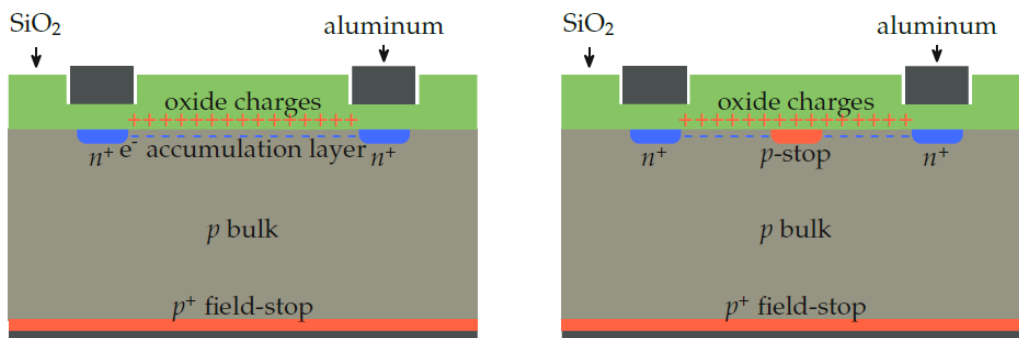 SiO₂
aluminum
oxide charges
n⁺ e⁻ accumulation layer n⁺
p bulk
p⁺ field-stop
SiO₂
aluminum
oxide charges
n⁺ p-stop n⁺
p bulk
p⁺ field-stop